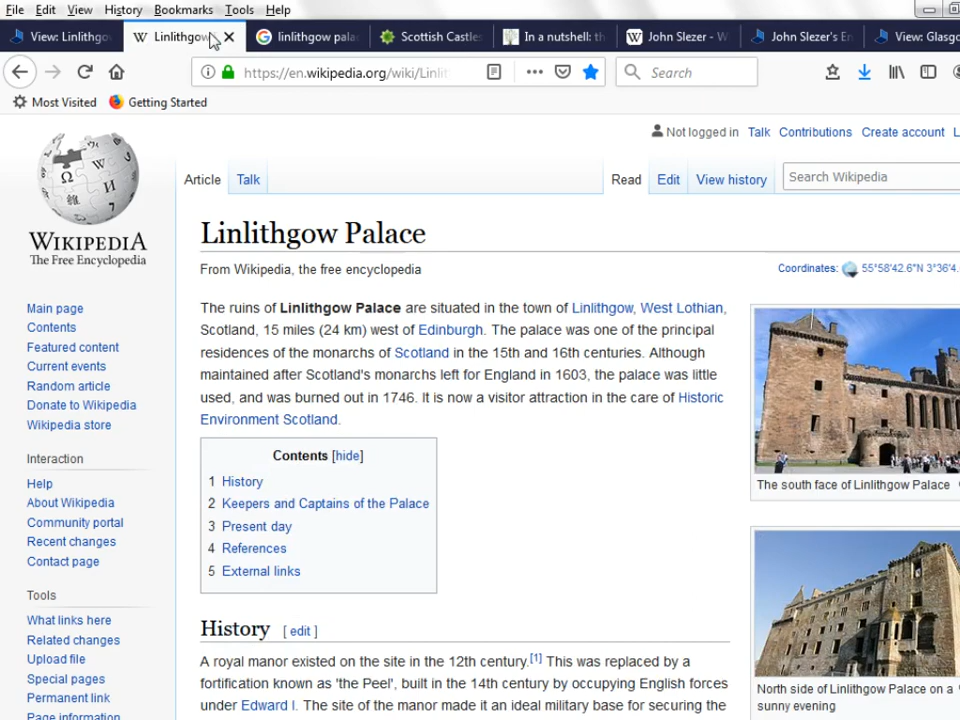 File Edit View History Bookmarks Tools Help
View: Linlithgo Linlithgow linlithgow pala Scottish Castle In a nutshell: th John Slezer - W John Slezer's En View: Glasgo
https://en.wikipedia.org/wiki/Linlit Search
Most Visited Getting Started
Not logged in Talk Contributions Create account L
Article Talk Read Edit View history Search Wikipedia
WIKIPEDIA
The Free Encyclopedia
Linlithgow Palace
From Wikipedia, the free encyclopedia
Coordinates: 55°58′42.6″N 3°36′4.
The ruins of Linlithgow Palace are situated in the town of Linlithgow, West Lothian,
Scotland, 15 miles (24 km) west of Edinburgh. The palace was one of the principal
residences of the monarchs of Scotland in the 15th and 16th centuries. Although
maintained after Scotland's monarchs left for England in 1603, the palace was little
used, and was burned out in 1746. It is now a visitor attraction in the care of Historic
Environment Scotland.
Main page
Contents
Featured content
Current events
Random article
Donate to Wikipedia
Wikipedia store
Interaction
Help
About Wikipedia
Community portal
Recent changes
Contact page
Tools
What links here
Related changes
Upload file
Special pages
Permanent link
Page information
Contents [hide]
1 History
2 Keepers and Captains of the Palace
3 Present day
4 References
5 External links
The south face of Linlithgow Palace
History [ edit ]
A royal manor existed on the site in the 12th century.[1] This was replaced by a
fortification known as 'the Peel', built in the 14th century by occupying English forces
under Edward I. The site of the manor made it an ideal military base for securing the
North side of Linlithgow Palace on a
sunny evening